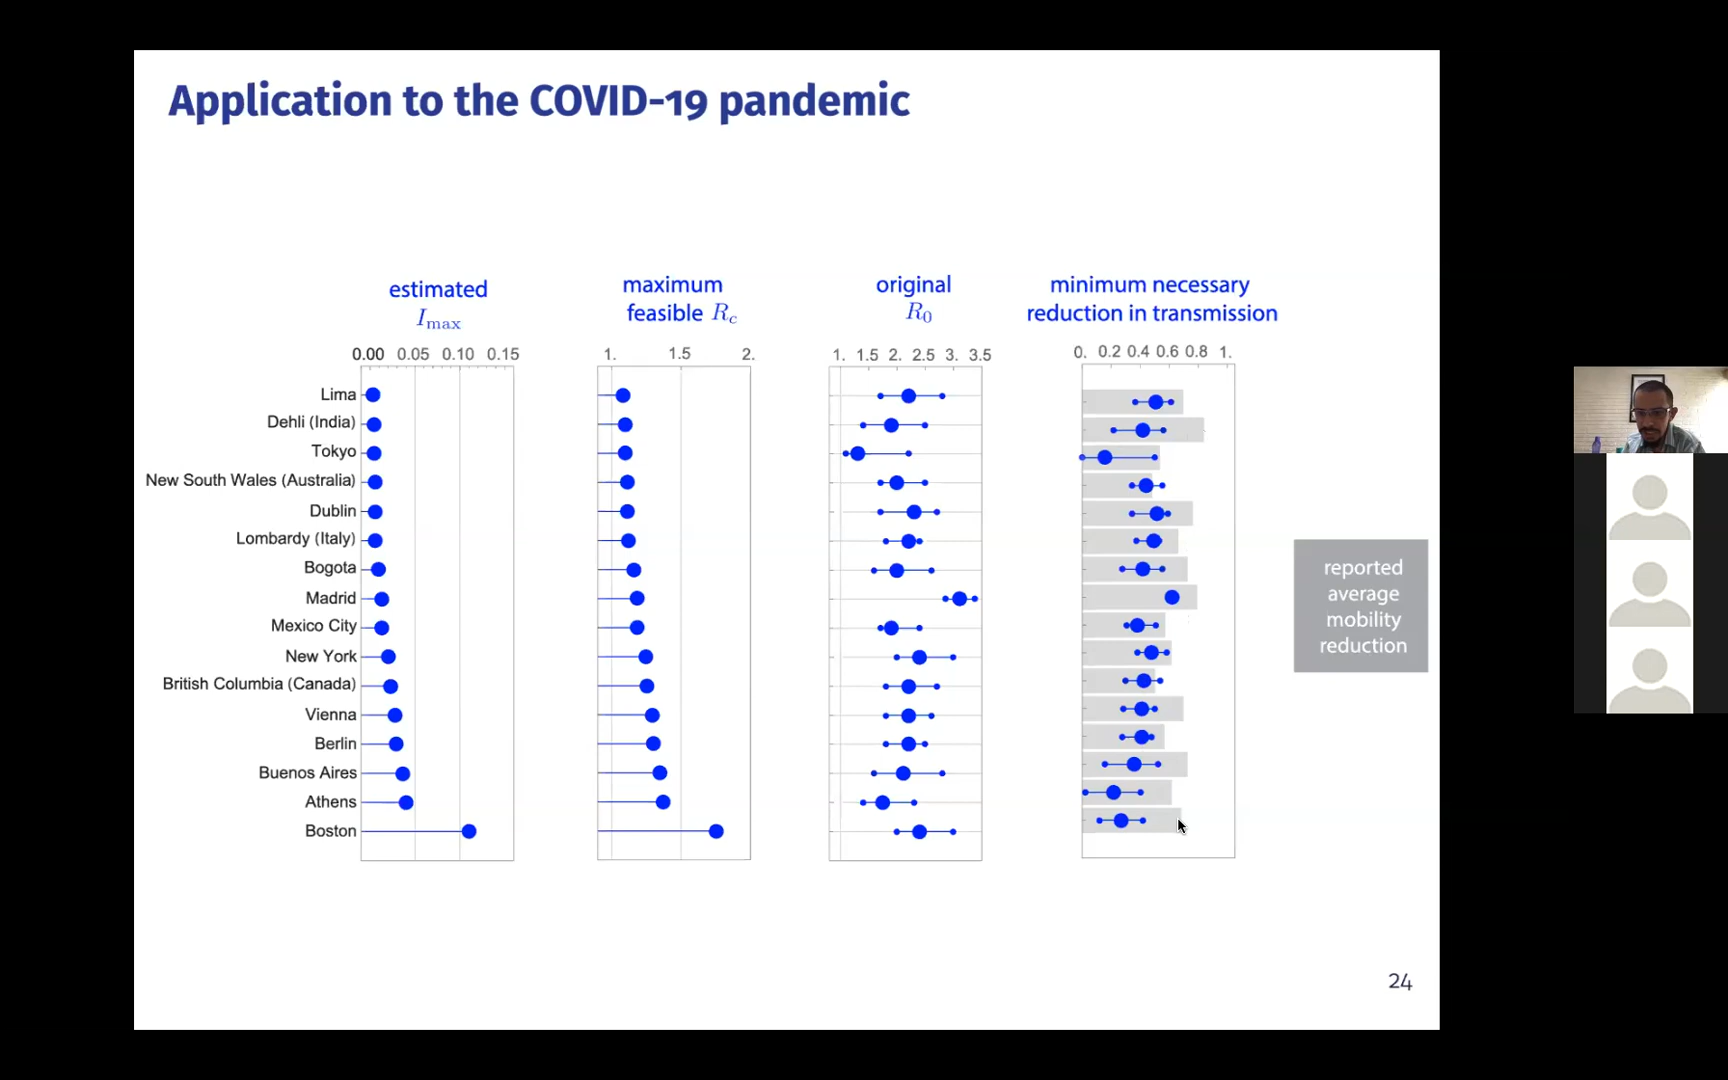 Application to the COVID-19 pandemic
estimated
I_max
maximum
feasible R_c
original
R_0
minimum necessary
reduction in transmission
0.00 0.05 0.10 0.15
1. 1.5 2.
1. 1.5 2. 2.5 3. 3.5
0. 0.2 0.4 0.6 0.8 1.
Lima
Dehli (India)
Tokyo
New South Wales (Australia)
Dublin
Lombardy (Italy)
Bogota
Madrid
Mexico City
New York
British Columbia (Canada)
Vienna
Berlin
Buenos Aires
Athens
Boston
reported
average
mobility
reduction
24